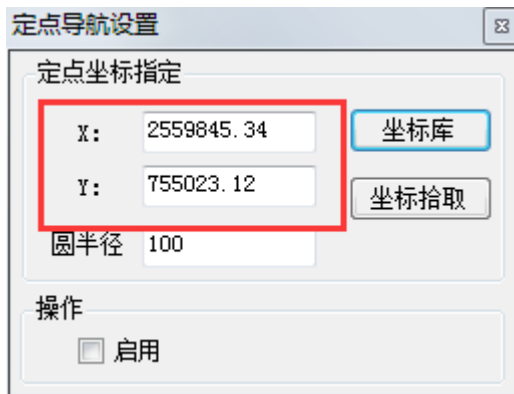 定点导航设置
定点坐标指定
X: 2559845.34 坐标库
Y: 755023.12 坐标拾取
圆半径 100
操作
启用